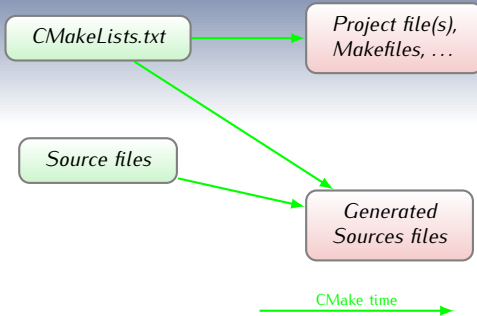 CMakeLists.txt
Project file(s),
Makefiles, ...
Source files
Generated
Sources files
CMake time